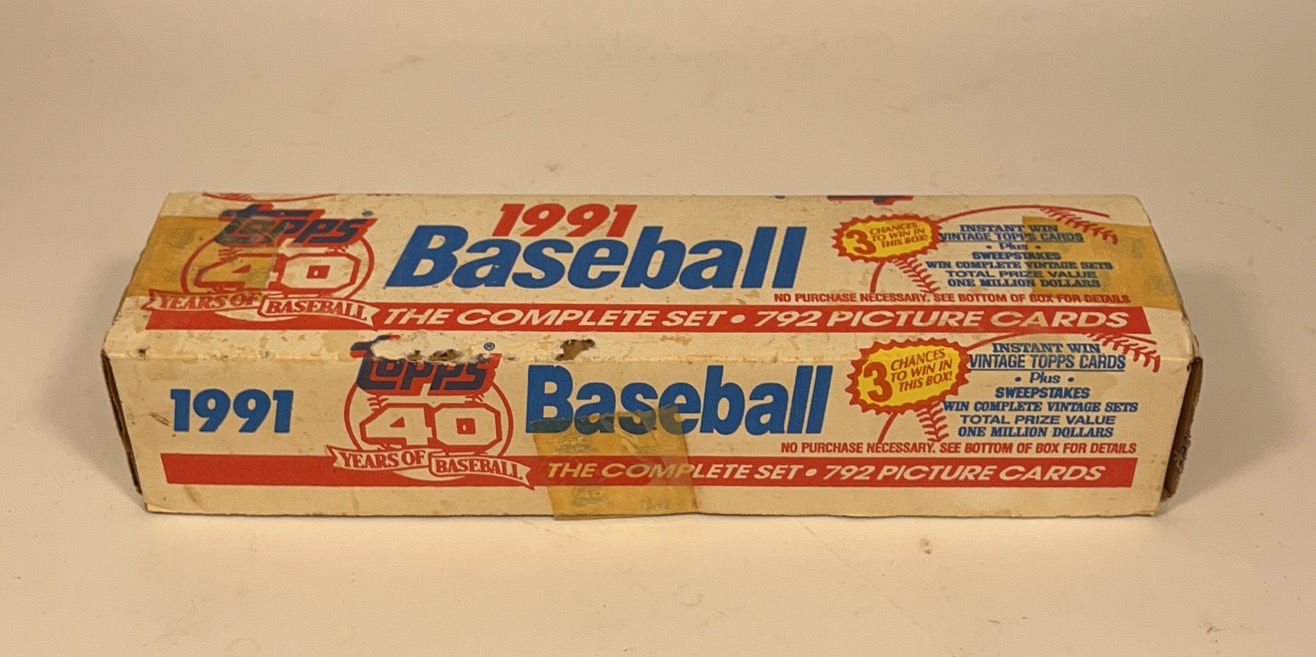 Topps®
40
YEARS OF BASEBALL
1991
Baseball
3 CHANCES
TO WIN IN
THIS BOX!
INSTANT WIN
VINTAGE TOPPS CARDS
• Plus •
SWEEPSTAKES
WIN COMPLETE VINTAGE SETS
TOTAL PRIZE VALUE
ONE MILLION DOLLARS
NO PURCHASE NECESSARY. SEE BOTTOM OF BOX FOR DETAILS
THE COMPLETE SET • 792 PICTURE CARDS
1991
Topps®
40
YEARS OF BASEBALL
Baseball
3 CHANCES
TO WIN IN
THIS BOX!
INSTANT WIN
VINTAGE TOPPS CARDS
• Plus •
SWEEPSTAKES
WIN COMPLETE VINTAGE SETS
TOTAL PRIZE VALUE
ONE MILLION DOLLARS
NO PURCHASE NECESSARY. SEE BOTTOM OF BOX FOR DETAILS
THE COMPLETE SET • 792 PICTURE CARDS